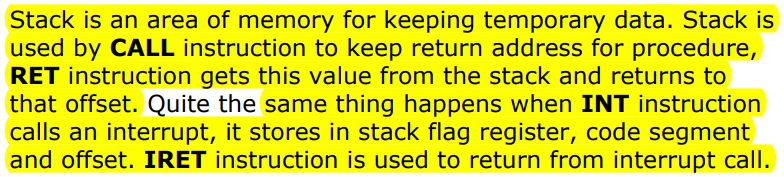 Stack is an area of memory for keeping temporary data. Stack is
used by CALL instruction to keep return address for procedure,
RET instruction gets this value from the stack and returns to
that offset. Quite the same thing happens when INT instruction
calls an interrupt, it stores in stack flag register, code segment
and offset. IRET instruction is used to return from interrupt call.